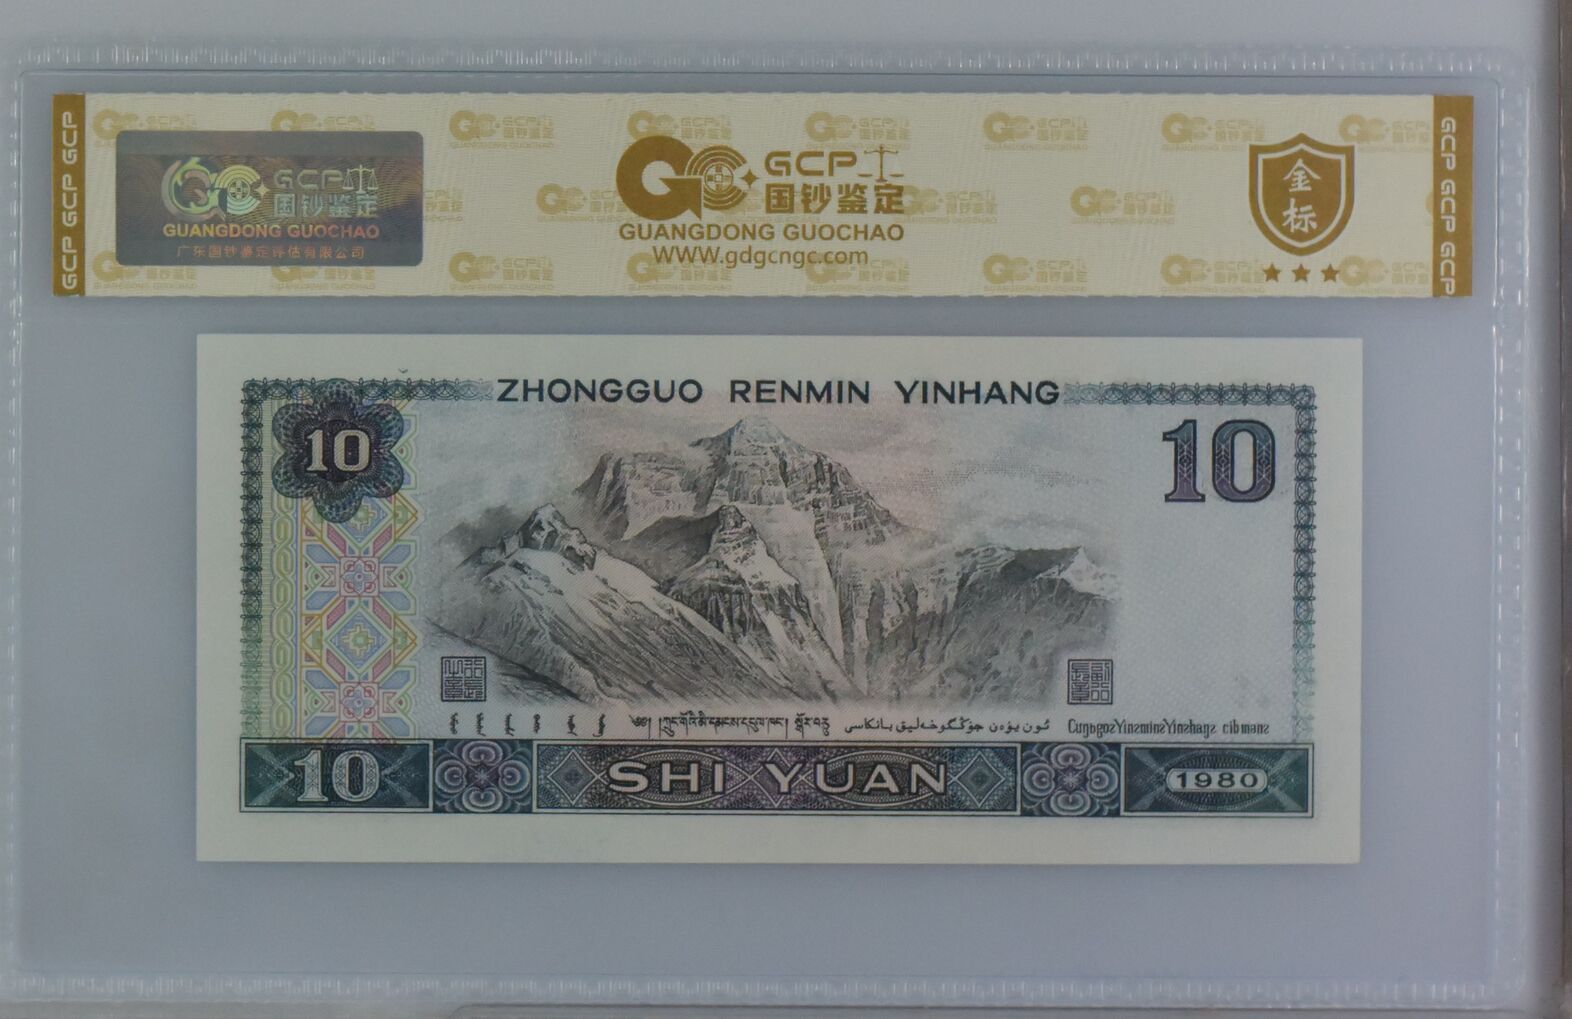 GCP GCP GCP
GCP
国钞鉴定
GUANGDONG GUOCHAO
广东国钞鉴定评估有限公司
GCP
国钞鉴定
GUANGDONG GUOCHAO
WWW.gdgcngc.com
金标
GCP GCP GCP
ZHONGGUO RENMIN YINHANG
10
10
10
SHI YUAN
1980